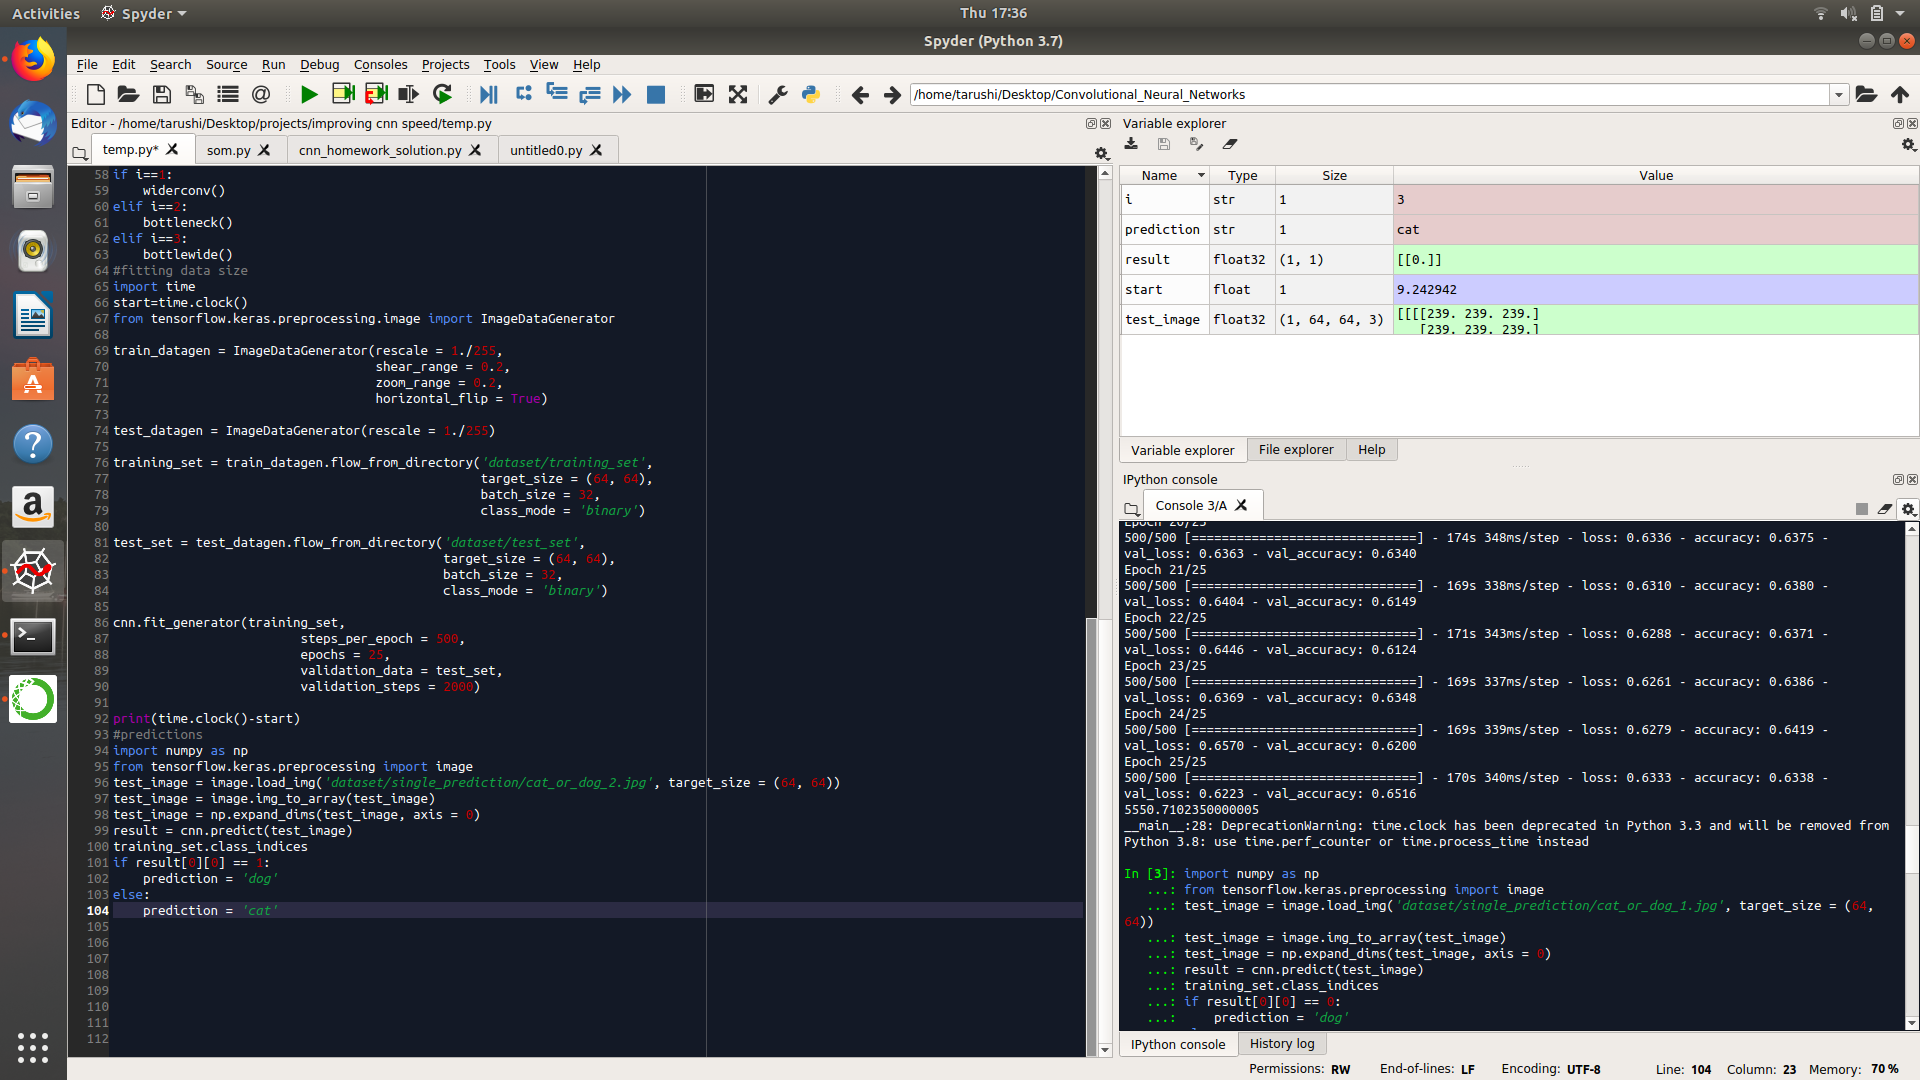 Activities
Spyder
Thu 17:36
Spyder (Python 3.7)
File Edit Search Source Run Debug Consoles Projects Tools View Help
/home/tarushi/Desktop/Convolutional_Neural_Networks
Editor - /home/tarushi/Desktop/projects/improving cnn speed/temp.py
temp.py* som.py cnn_homework_solution.py untitled0.py
58 if i==1:
59     widerconv()
60 elif i==2:
61     bottleneck()
62 elif i==3:
63     bottlewide()
64 #fitting data size
65 import time
66 start=time.clock()
67 from tensorflow.keras.preprocessing.image import ImageDataGenerator
68
69 train_datagen = ImageDataGenerator(rescale = 1./255,
70                                    shear_range = 0.2,
71                                    zoom_range = 0.2,
72                                    horizontal_flip = True)
73
74 test_datagen = ImageDataGenerator(rescale = 1./255)
75
76 training_set = train_datagen.flow_from_directory('dataset/training_set',
77                                                  target_size = (64, 64),
78                                                  batch_size = 32,
79                                                  class_mode = 'binary')
80
81 test_set = test_datagen.flow_from_directory('dataset/test_set',
82                                             target_size = (64, 64),
83                                             batch_size = 32,
84                                             class_mode = 'binary')
85
86 cnn.fit_generator(training_set,
87                          steps_per_epoch = 500,
88                          epochs = 25,
89                          validation_data = test_set,
90                          validation_steps = 2000)
91
92 print(time.clock()-start)
93 #predictions
94 import numpy as np
95 from tensorflow.keras.preprocessing import image
96 test_image = image.load_img('dataset/single_prediction/cat_or_dog_2.jpg', target_size = (64, 64))
97 test_image = image.img_to_array(test_image)
98 test_image = np.expand_dims(test_image, axis = 0)
99 result = cnn.predict(test_image)
100 training_set.class_indices
101 if result[0][0] == 1:
102     prediction = 'dog'
103 else:
104     prediction = 'cat'
105
106
107
108
109
110
111
112
Variable explorer
Name Type Size Value
i str 1 3
prediction str 1 cat
result float32 (1, 1) [[0.]]
start float 1 9.242942
test_image float32 (1, 64, 64, 3) [[[[239. 239. 239.]
[239. 239. 239.]
Variable explorer File explorer Help
IPython console
Console 3/A
Epoch 20/25
500/500 [==============================] - 174s 348ms/step - loss: 0.6336 - accuracy: 0.6375 -
val_loss: 0.6363 - val_accuracy: 0.6340
Epoch 21/25
500/500 [==============================] - 169s 338ms/step - loss: 0.6310 - accuracy: 0.6380 -
val_loss: 0.6404 - val_accuracy: 0.6149
Epoch 22/25
500/500 [==============================] - 171s 343ms/step - loss: 0.6288 - accuracy: 0.6371 -
val_loss: 0.6446 - val_accuracy: 0.6124
Epoch 23/25
500/500 [==============================] - 169s 337ms/step - loss: 0.6261 - accuracy: 0.6386 -
val_loss: 0.6369 - val_accuracy: 0.6348
Epoch 24/25
500/500 [==============================] - 169s 339ms/step - loss: 0.6279 - accuracy: 0.6419 -
val_loss: 0.6570 - val_accuracy: 0.6200
Epoch 25/25
500/500 [==============================] - 170s 340ms/step - loss: 0.6333 - accuracy: 0.6338 -
val_loss: 0.6223 - val_accuracy: 0.6516
5550.7102350000005
__main__:28: DeprecationWarning: time.clock has been deprecated in Python 3.3 and will be removed from
Python 3.8: use time.perf_counter or time.process_time instead
In [3]: import numpy as np
...: from tensorflow.keras.preprocessing import image
...: test_image = image.load_img('dataset/single_prediction/cat_or_dog_1.jpg', target_size = (64,
64))
...: test_image = image.img_to_array(test_image)
...: test_image = np.expand_dims(test_image, axis = 0)
...: result = cnn.predict(test_image)
...: training_set.class_indices
...: if result[0][0] == 0:
...:     prediction = 'dog'
IPython console History log
Permissions: RW End-of-lines: LF Encoding: UTF-8 Line: 104 Column: 23 Memory: 70 %